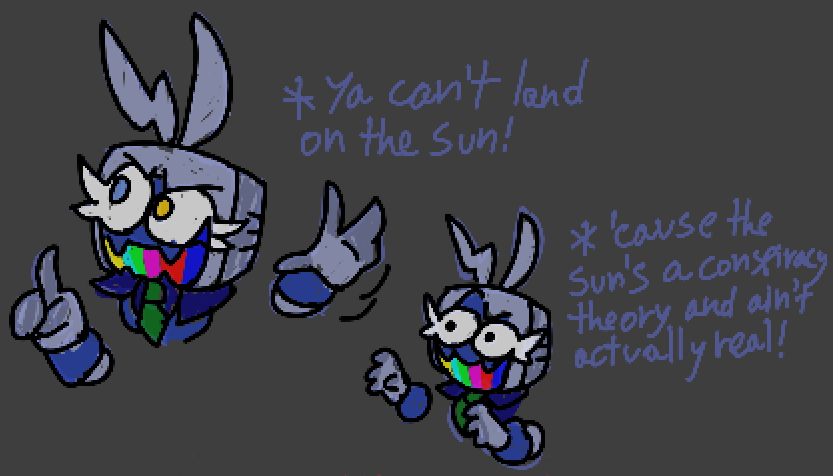 * Ya can't land
on the sun!
* 'cause the
sun's a conspiracy
theory and ain't
actually real!